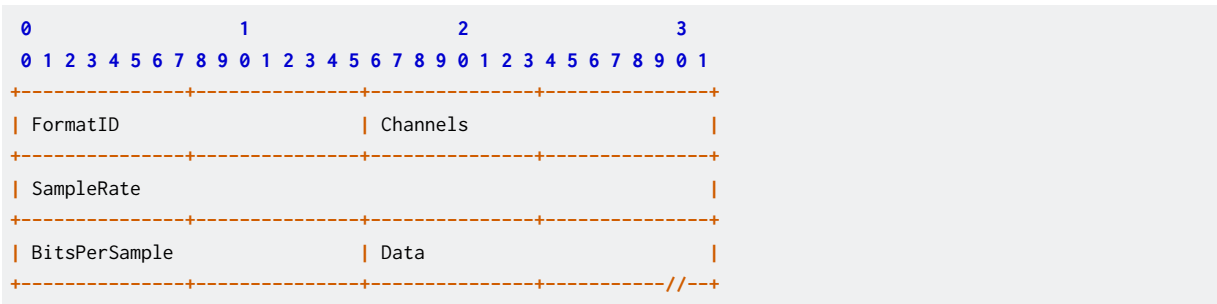 0                   1                   2                   3
 0 1 2 3 4 5 6 7 8 9 0 1 2 3 4 5 6 7 8 9 0 1 2 3 4 5 6 7 8 9 0 1
+---------------+---------------+---------------+---------------+
| FormatID                      | Channels                      |
+---------------+---------------+---------------+---------------+
| SampleRate                                                    |
+---------------+---------------+---------------+---------------+
| BitsPerSample                 | Data                          |
+---------------+---------------+---------------+-----------//--+